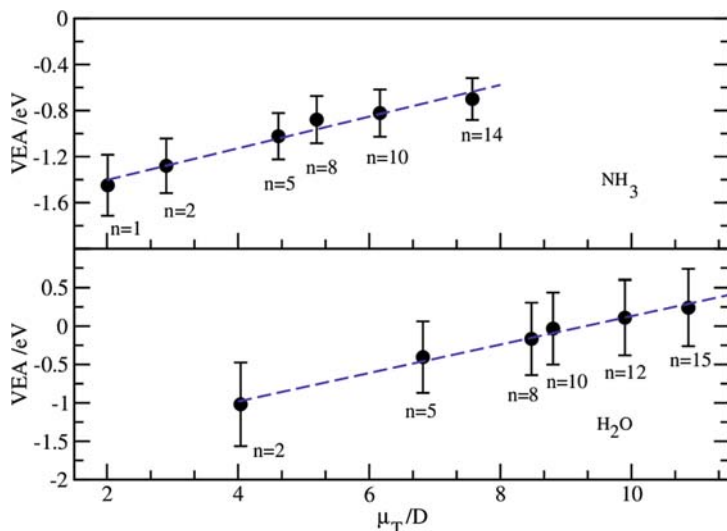 0
-0.4
-0.8
-1.2
-1.6
VEA /eV
n=1
n=2
n=5
n=8
n=10
n=14
NH3
0.5
0
-0.5
-1
-1.5
-2
VEA /eV
n=2
n=5
n=8
n=10
n=12
n=15
H2O
2 4 6 8 10
μT/D